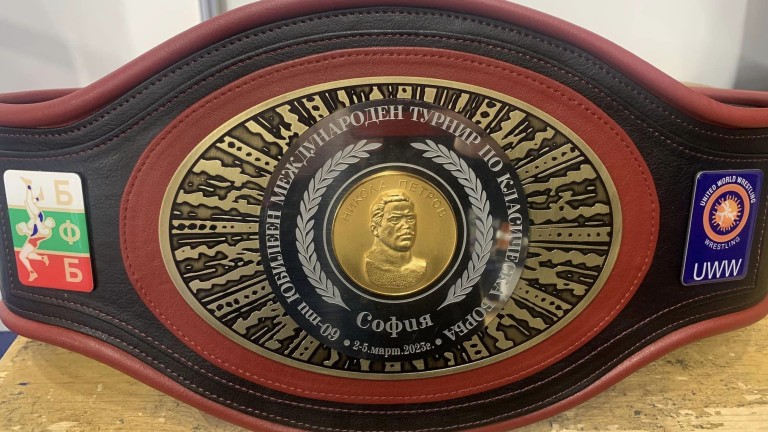 60-ти ЮБИЛЕЕН МЕЖДУНАРОДЕН ТУРНИР ПО КЛАСИЧЕСКА БОРБА
НИКОЛА ПЕТРОВ
София
• 2-5.март.2023г. •
Б
Ф
Б
UNITED WORLD WRESTLING
WRESTLING
UWW